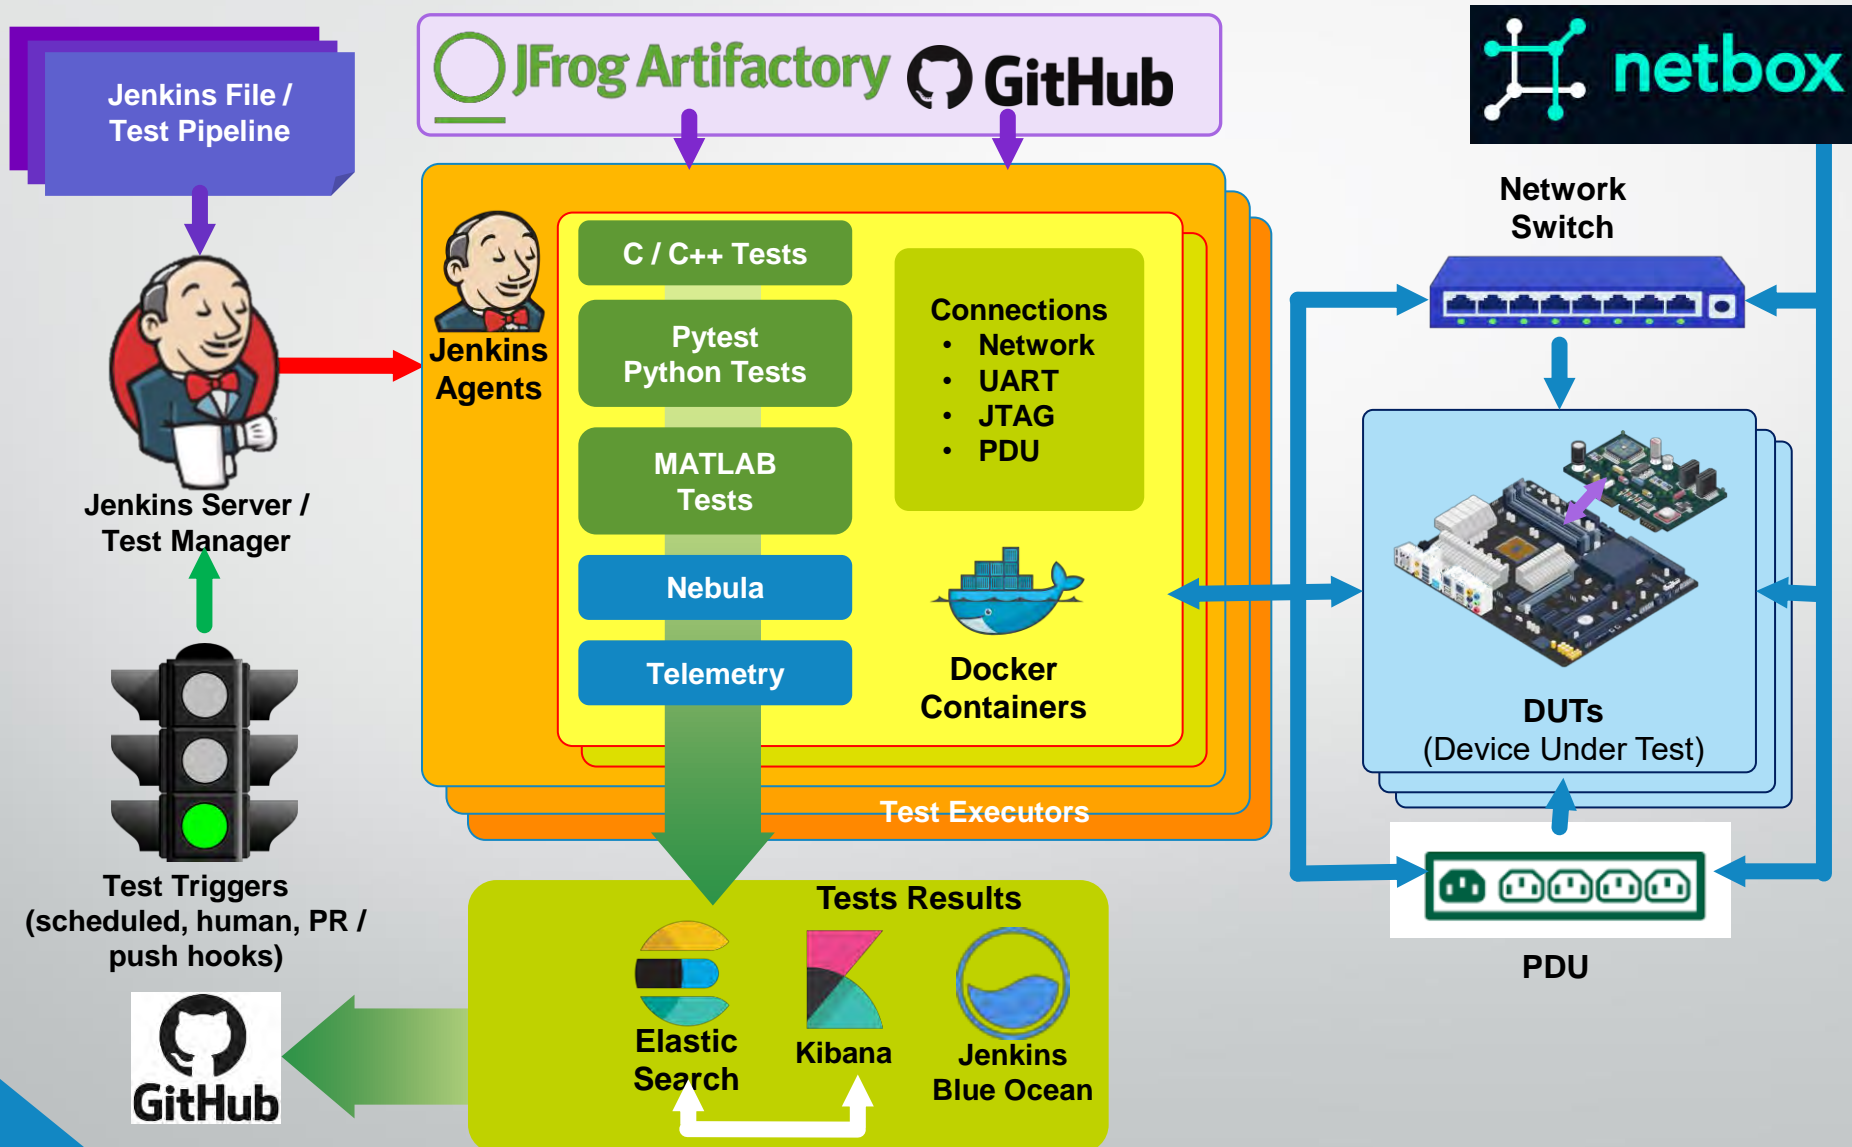 Jenkins File /
Test Pipeline
JFrog Artifactory
GitHub
netbox
Jenkins Server /
Test Manager
Test Triggers
(scheduled, human, PR /
push hooks)
GitHub
Jenkins
Agents
C / C++ Tests
Pytest
Python Tests
MATLAB
Tests
Nebula
Telemetry
Connections
• Network
• UART
• JTAG
• PDU
Docker
Containers
Test Executors
Tests Results
Elastic
Search
Kibana
Jenkins
Blue Ocean
Network
Switch
DUTs
(Device Under Test)
PDU